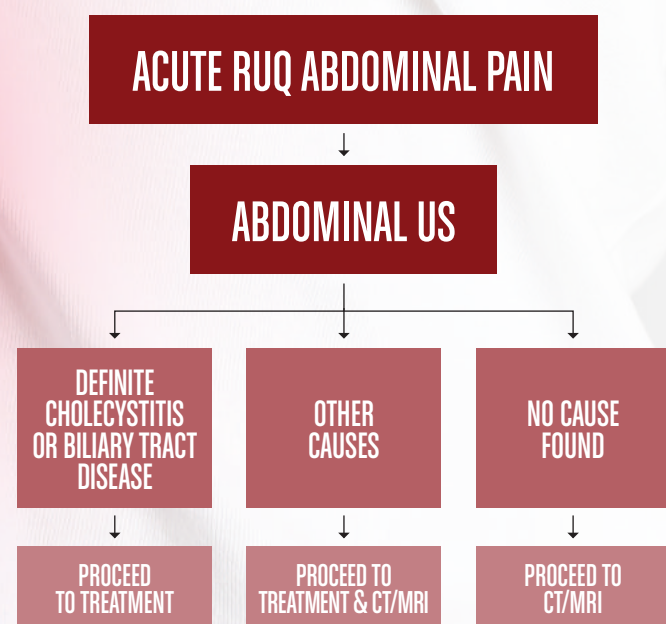 ACUTE RUQ ABDOMINAL PAIN
ABDOMINAL US
DEFINITE
CHOLECYSTITIS
OR BILIARY TRACT
DISEASE
OTHER
CAUSES
NO CAUSE
FOUND
PROCEED
TO TREATMENT
PROCEED TO
TREATMENT & CT/MRI
PROCEED TO
CT/MRI